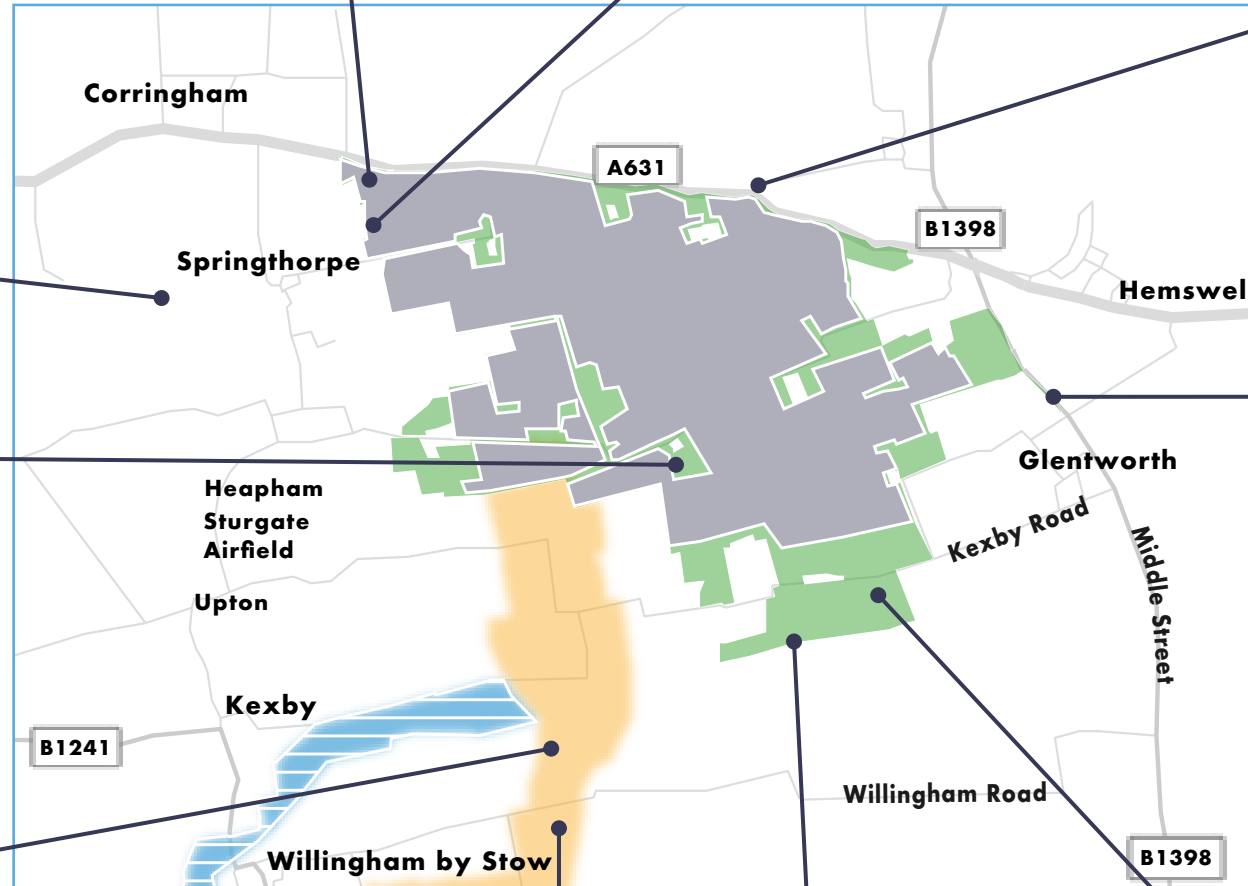 Corringham
A631
B1398
Springthorpe
Hemswel
Glentworth
Heapham
Sturgate
Airfield
Kexby Road
Middle Street
Upton
Kexby
B1241
Willingham Road
Willingham by Stow
B1398